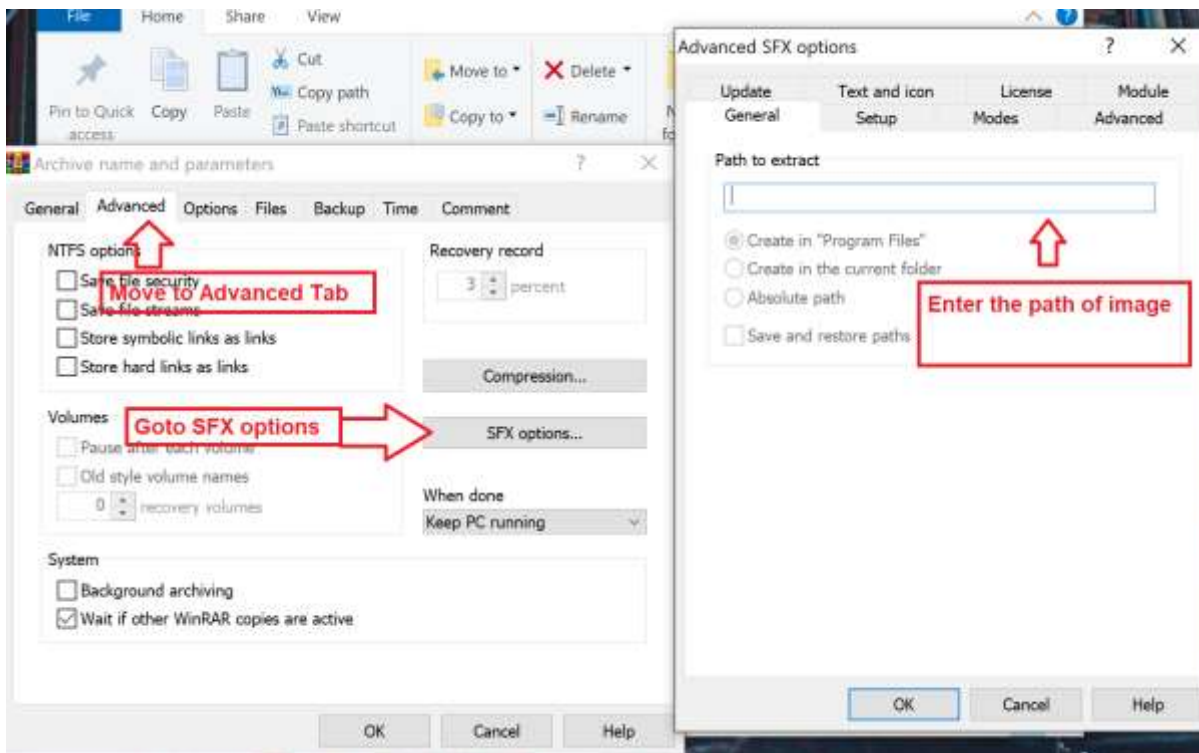 File Home Share View
Cut
Copy path
Paste shortcut
Pin to Quick access
Copy
Paste
Move to
Copy to
Delete
Rename
Archive name and parameters
General Advanced Options Files Backup Time Comment
NTFS options
Save file security
Save file streams
Store symbolic links as links
Store hard links as links
Move to Advanced Tab
Recovery record
3 percent
Compression...
Volumes
Pause after each volume
Old style volume names
0 recovery volumes
Goto SFX options
SFX options...
When done
Keep PC running
System
Background archiving
Wait if other WinRAR copies are active
OK Cancel Help
Advanced SFX options
Update Text and icon License Module
General Setup Modes Advanced
Path to extract
Create in "Program Files"
Create in the current folder
Absolute path
Save and restore paths
Enter the path of image
OK Cancel Help